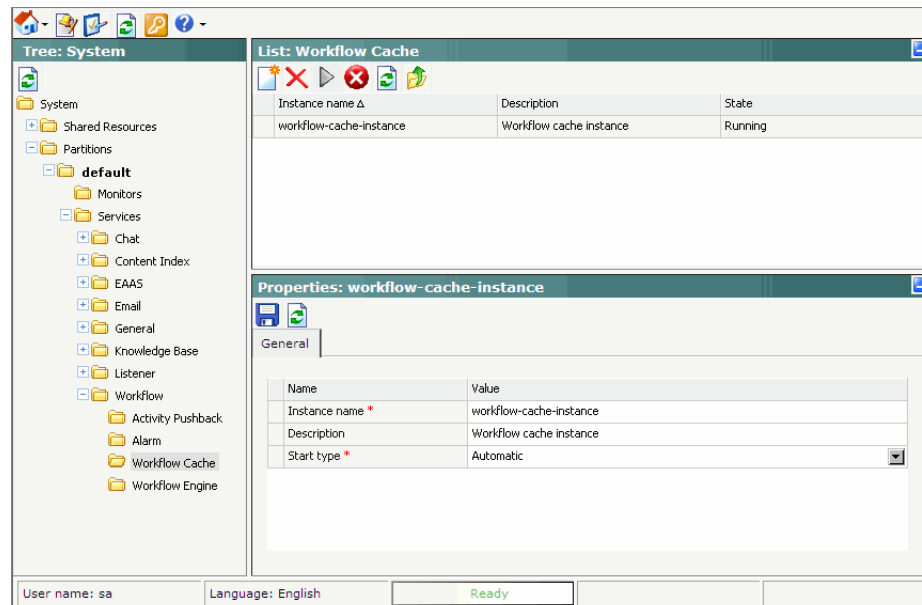 Tree: System
System
Shared Resources
Partitions
default
Monitors
Services
Chat
Content Index
EAAS
Email
General
Knowledge Base
Listener
Workflow
Activity Pushback
Alarm
Workflow Cache
Workflow Engine
List: Workflow Cache
Instance name Δ Description State
workflow-cache-instance Workflow cache instance Running
Properties: workflow-cache-instance
General
Name Value
Instance name * workflow-cache-instance
Description Workflow cache instance
Start type * Automatic
User name: sa Language: English Ready